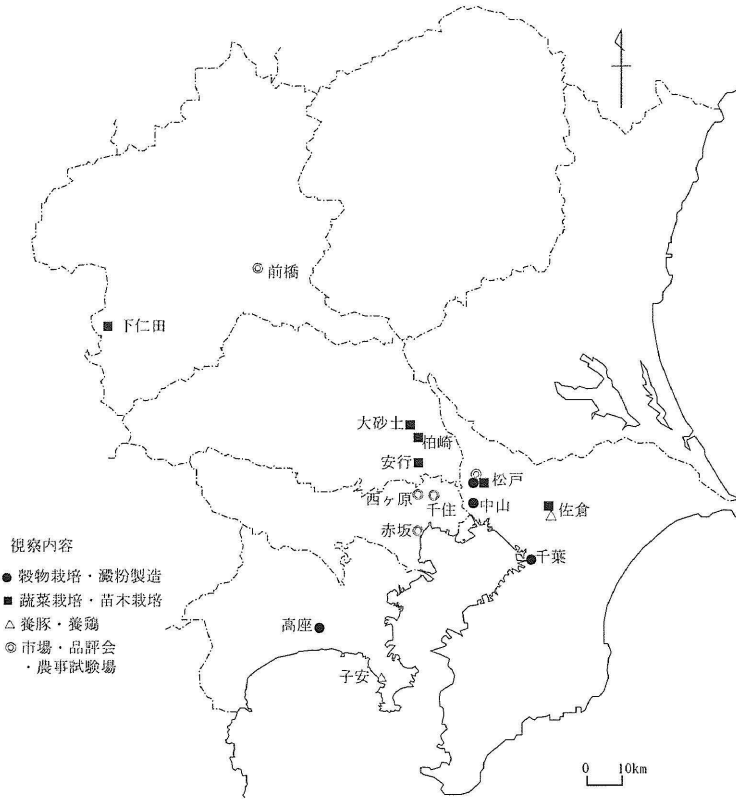 前橋
下仁田
大砂土
柏崎
安行
松戸
西ヶ原
千住
中山
佐倉
赤坂
千葉
視察内容
● 穀物栽培・澱粉製造
■ 蔬菜栽培・苗木栽培
△ 養豚・養鶏
◎ 市場・品評会
・農事試験場
高座
子安
0 10km